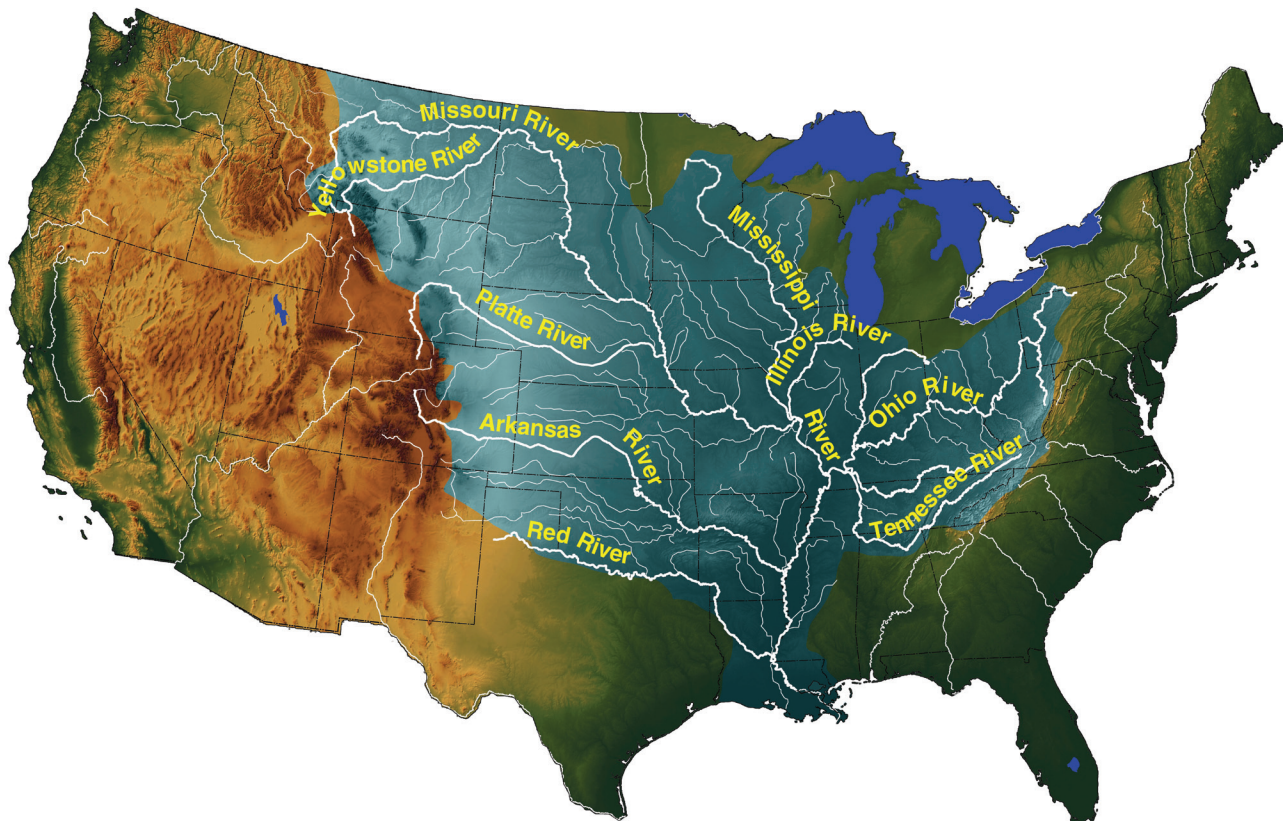 Missouri River
Yellowstone River
Mississippi
River
Platte River
Illinois River
Ohio River
Arkansas
River
Tennessee River
Red River